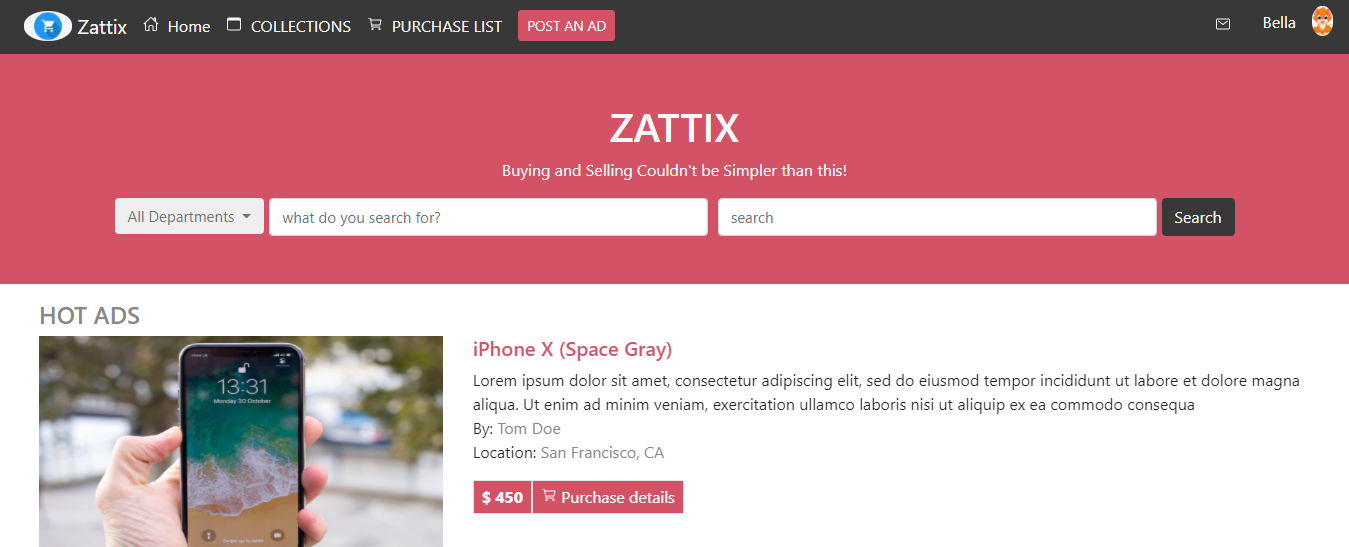 Zattix Home COLLECTIONS PURCHASE LIST POST AN AD Bella
ZATTIX
Buying and Selling Couldn't be Simpler than this!
All Departments what do you search for? search Search
HOT ADS
iPhone X (Space Gray)
Lorem ipsum dolor sit amet, consectetur adipiscing elit, sed do eiusmod tempor incididunt ut labore et dolore magna
aliqua. Ut enim ad minim veniam, exercitation ullamco laboris nisi ut aliquip ex ea commodo consequa
By: Tom Doe
Location: San Francisco, CA
$ 450 Purchase details
13:31
Monday 30 October
Swipe up to open